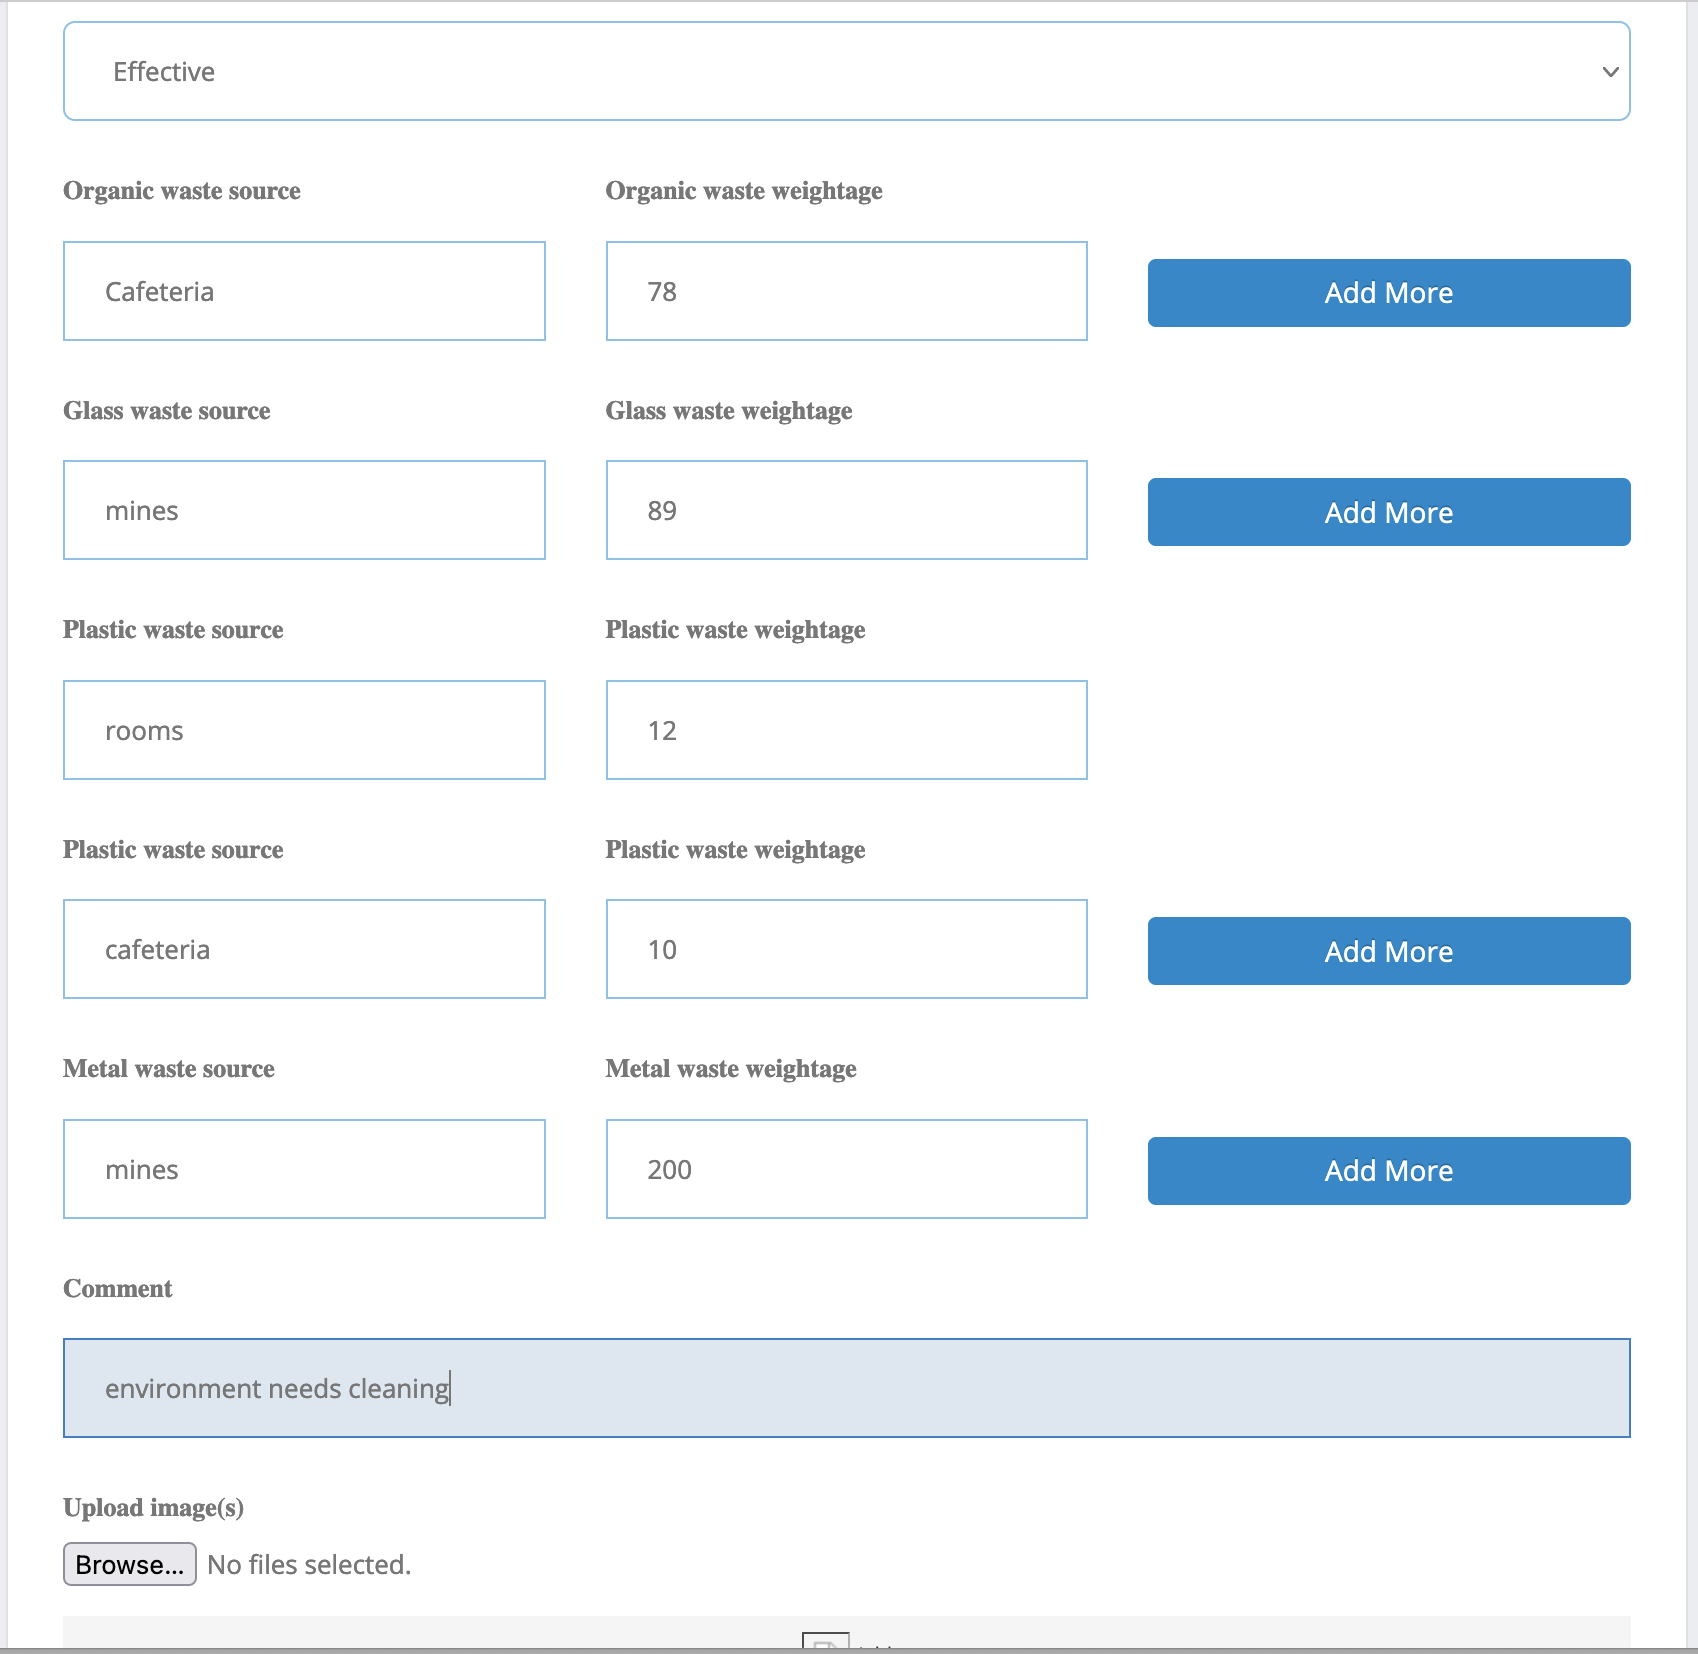 Effective
Organic waste source
Organic waste weightage
Cafeteria
78
Add More
Glass waste source
Glass waste weightage
mines
89
Add More
Plastic waste source
Plastic waste weightage
rooms
12
Plastic waste source
Plastic waste weightage
cafeteria
10
Add More
Metal waste source
Metal waste weightage
mines
200
Add More
Comment
environment needs cleaning
Upload image(s)
Browse... No files selected.